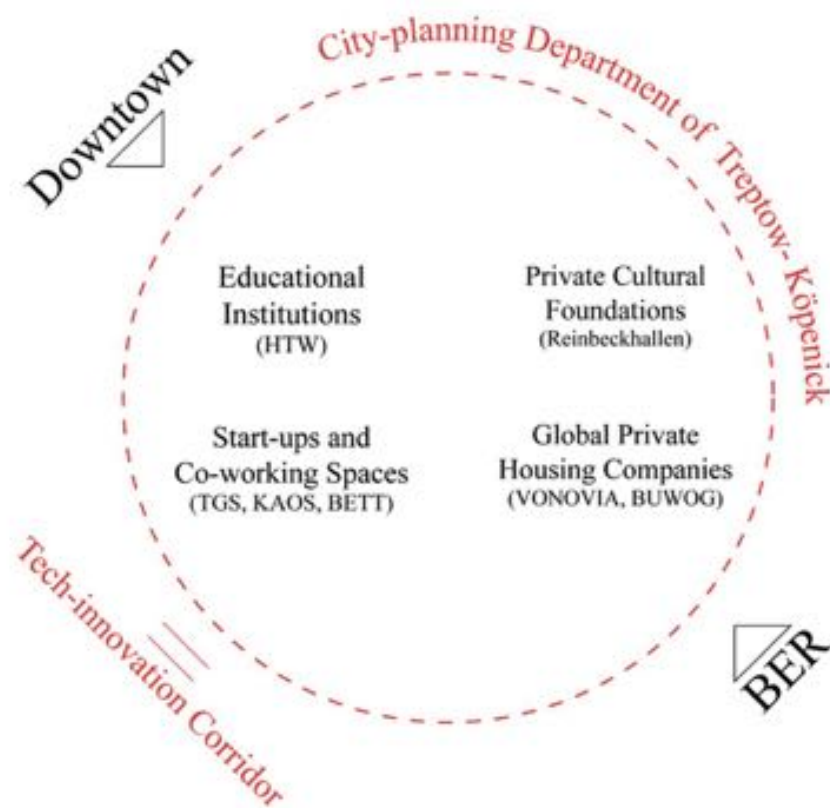 City-planning Department of Treptow- Köpenick
Downtown
Educational
Institutions
(HTW)
Private Cultural
Foundations
(Reinbeckhallen)
Start-ups and
Co-working Spaces
(TGS, KAOS, BETT)
Global Private
Housing Companies
(VONOVIA, BUWOG)
Tech-innovation Corridor
BER